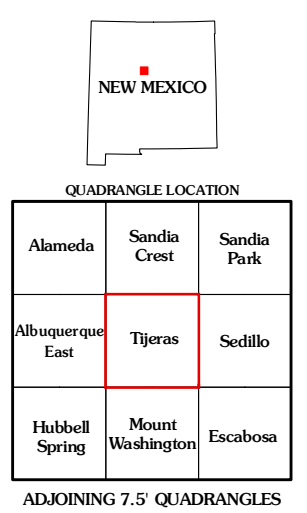 NEW MEXICO
QUADRANGLE LOCATION
Alameda
Sandia
Crest
Sandia
Park
Albuquerque
East
Tijeras
Sedillo
Hubbell
Spring
Mount
Washington
Escabosa
ADJOINING 7.5' QUADRANGLES